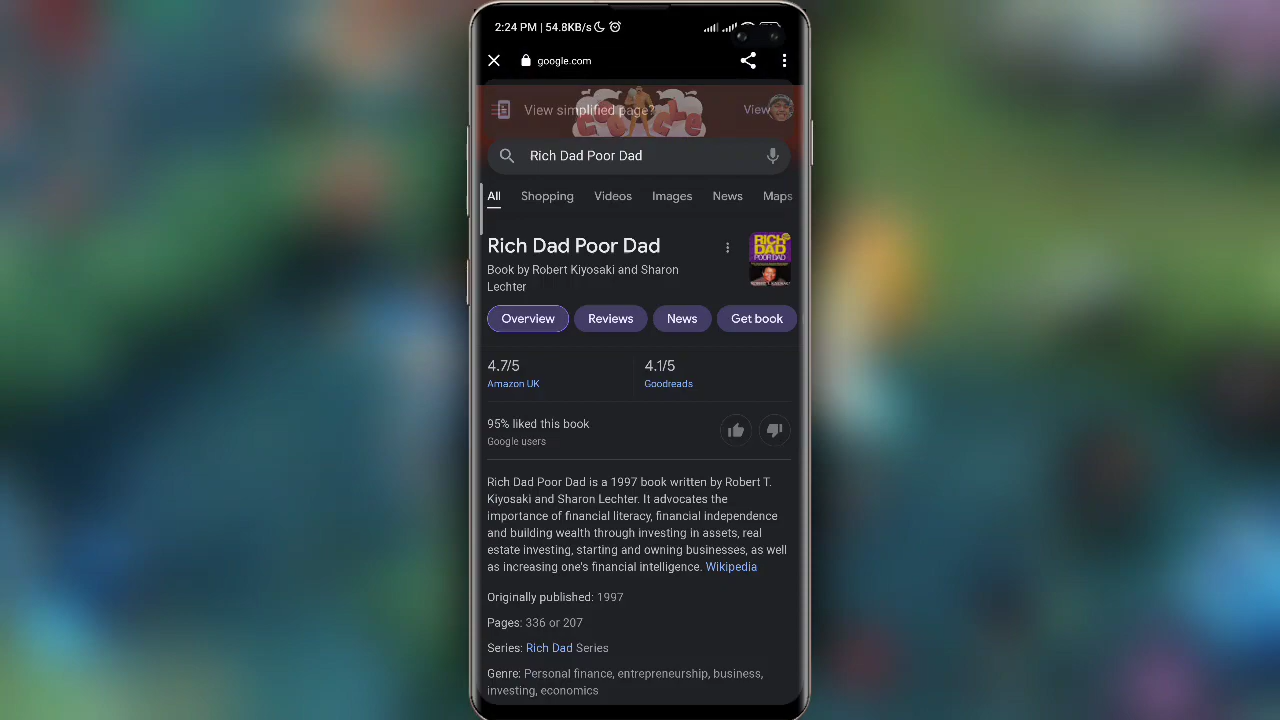 2:24 PM | 54.8KB/s
google.com
View simplified page? View
Rich Dad Poor Dad
All Shopping Videos Images News Maps
Rich Dad Poor Dad
Book by Robert Kiyosaki and Sharon
Lechter
RICH
DAD
POOR DAD
Overview Reviews News Get book
4.7/5 4.1/5
Amazon UK Goodreads
95% liked this book
Google users
Rich Dad Poor Dad is a 1997 book written by Robert T.
Kiyosaki and Sharon Lechter. It advocates the
importance of financial literacy, financial independence
and building wealth through investing in assets, real
estate investing, starting and owning businesses, as well
as increasing one's financial intelligence. Wikipedia
Originally published: 1997
Pages: 336 or 207
Series: Rich Dad Series
Genre: Personal finance, entrepreneurship, business,
investing, economics